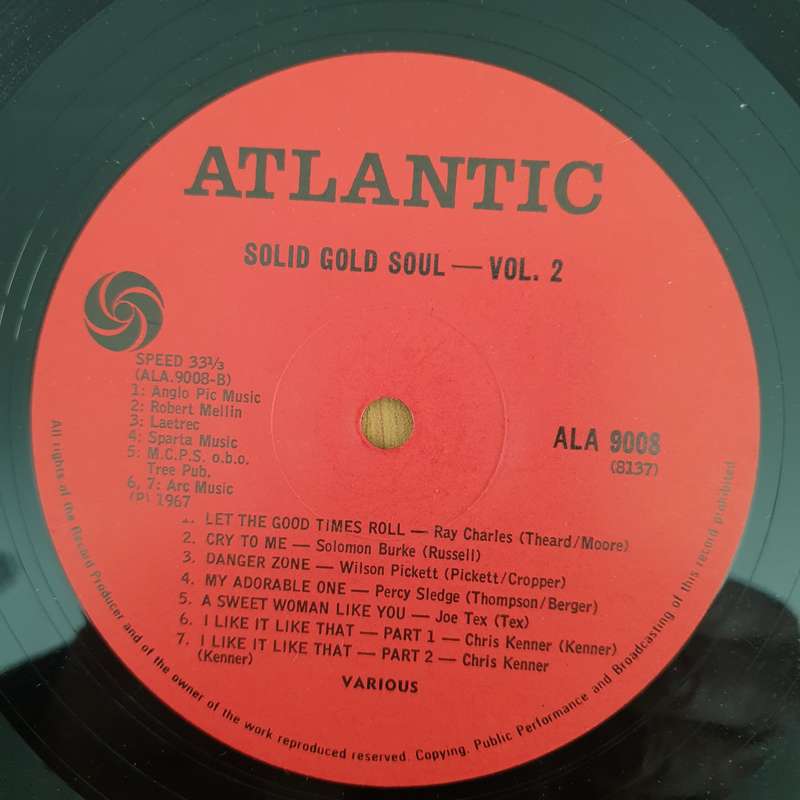 ATLANTIC
SOLID GOLD SOUL — VOL. 2
SPEED 33⅓
(ALA.9008-B)
1: Anglo Pic Music
2: Robert Mellin
3: Laetrec
4: Sparta Music
5: M.C.P.S. o.b.o.
Tree Pub.
6, 7: Arc Music
(P) 1967
ALA 9008
(8137)
1. LET THE GOOD TIMES ROLL — Ray Charles (Theard/Moore)
2. CRY TO ME — Solomon Burke (Russell)
3. DANGER ZONE — Wilson Pickett (Pickett/Cropper)
4. MY ADORABLE ONE — Percy Sledge (Thompson/Berger)
5. A SWEET WOMAN LIKE YOU — Joe Tex (Tex)
6. I LIKE IT LIKE THAT — PART 1 — Chris Kenner (Kenner)
7. I LIKE IT LIKE THAT — PART 2 — Chris Kenner
(Kenner)
VARIOUS
All rights of the Record Producer and of the owner of the work reproduced reserved. Copying, Public Performance and Broadcasting of this record prohibited